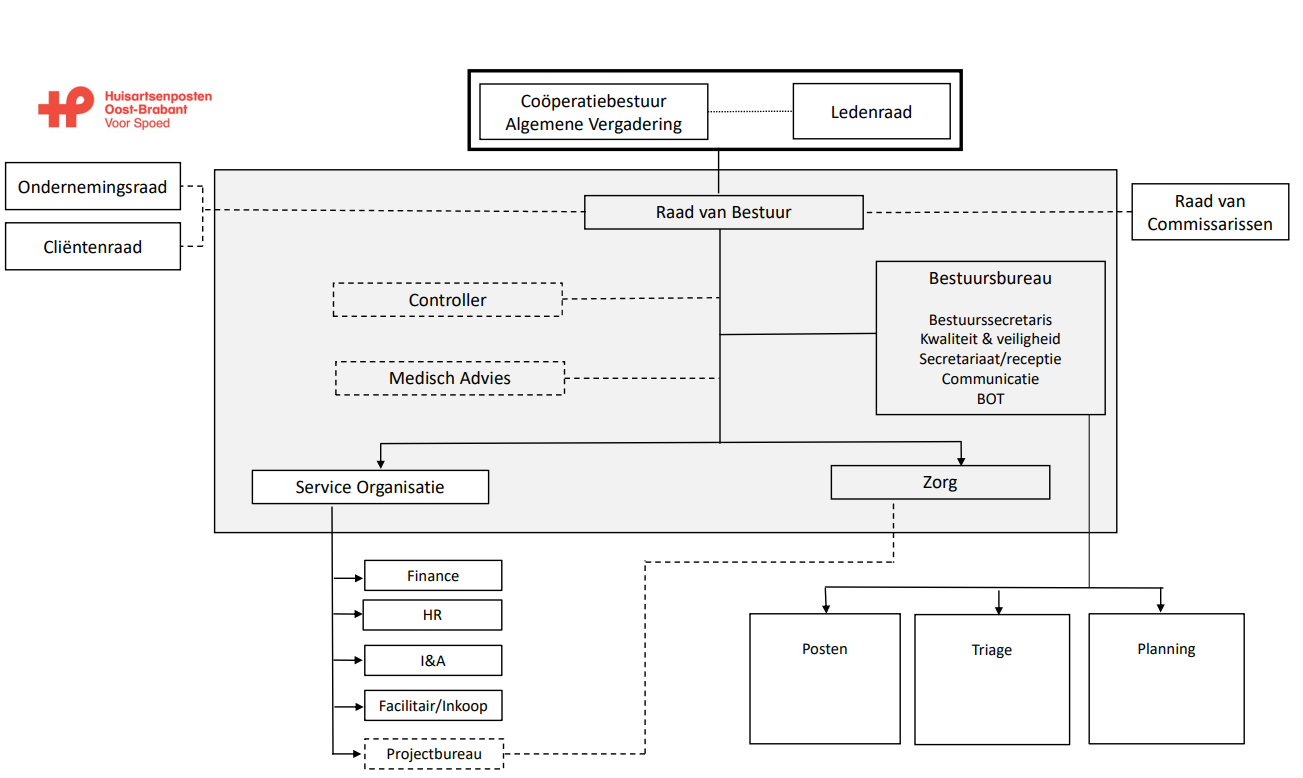 Huisartsenposten
Oost-Brabant
Voor Spoed
Coöperatiebestuur
Algemene Vergadering
Ledenraad
Ondernemingsraad
Cliëntenraad
Raad van Bestuur
Raad van
Commissarissen
Controller
Medisch Advies
Bestuursbureau
Bestuurssecretaris
Kwaliteit & veiligheid
Secretariaat/receptie
Communicatie
BOT
Service Organisatie
Zorg
Finance
HR
I&A
Facilitair/Inkoop
Projectbureau
Posten
Triage
Planning